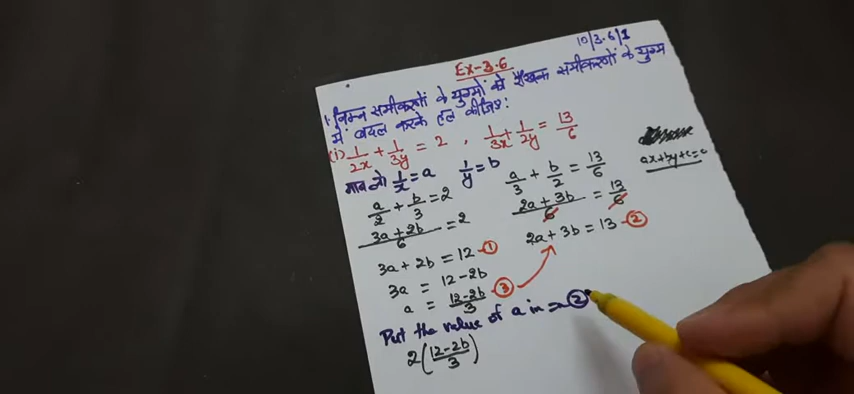 10/3.6/1
Ex-3.6
1. निम्न समीकरणों के युग्मों को रैखिक समीकरणों के युग्म
में बदल करके हल कीजिए:
(i) 1/2x + 1/3y = 2 , 1/3x + 1/2y = 13/6
मान लो 1/x = a 1/y = b
ax+by+c=0
a/2 + b/3 = 2
3a+2b/6 = 2
3a + 2b = 12 - ①
3a = 12-2b
a = 12-2b/3 - ③
a/3 + b/2 = 13/6
2a+3b/6 = 13/6
2a+3b = 13 - ②
Put the value of a in ②
2(12-2b/3)